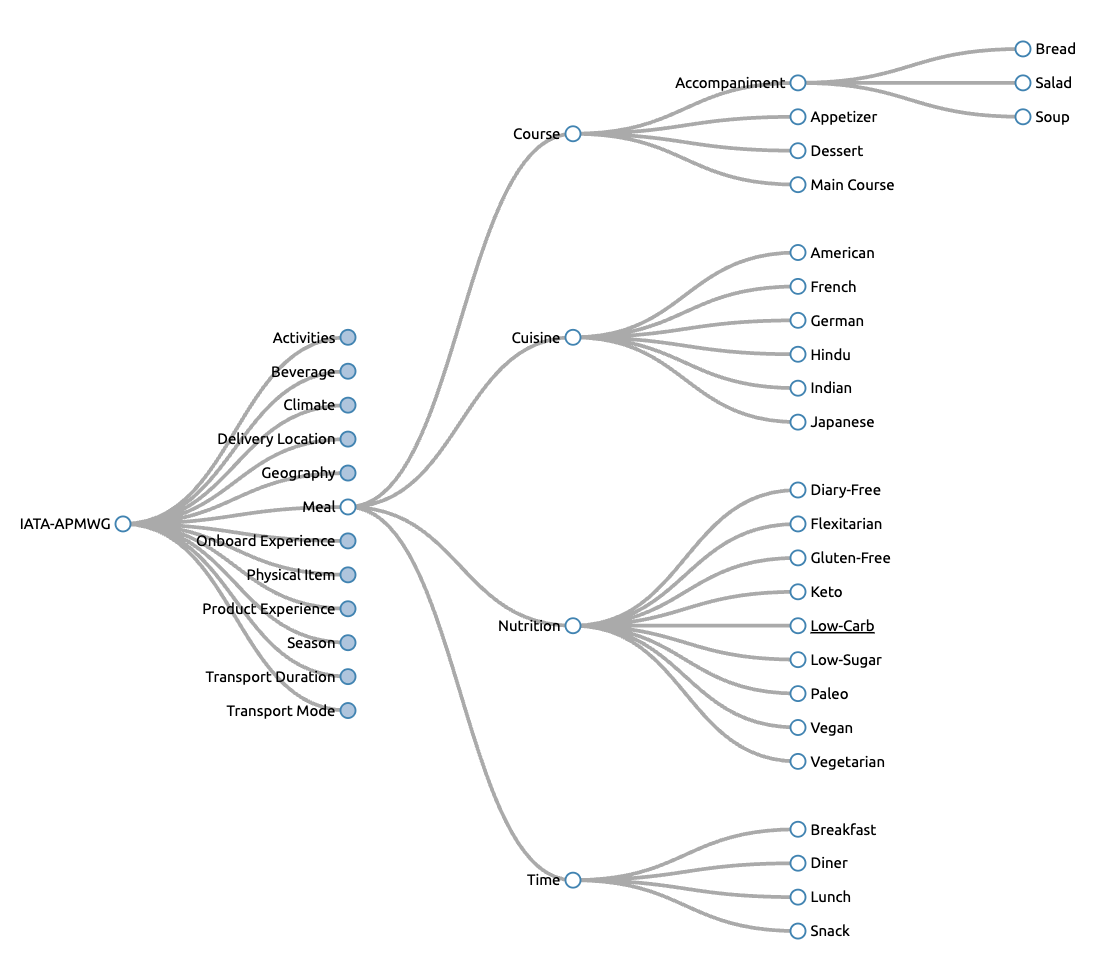 IATA-APMWG
Activities
Beverage
Climate
Delivery Location
Geography
Meal
Onboard Experience
Physical Item
Product Experience
Season
Transport Duration
Transport Mode
Course
Accompaniment
Bread
Salad
Soup
Appetizer
Dessert
Main Course
Cuisine
American
French
German
Hindu
Indian
Japanese
Nutrition
Diary-Free
Flexitarian
Gluten-Free
Keto
Low-Carb
Low-Sugar
Paleo
Vegan
Vegetarian
Time
Breakfast
Diner
Lunch
Snack